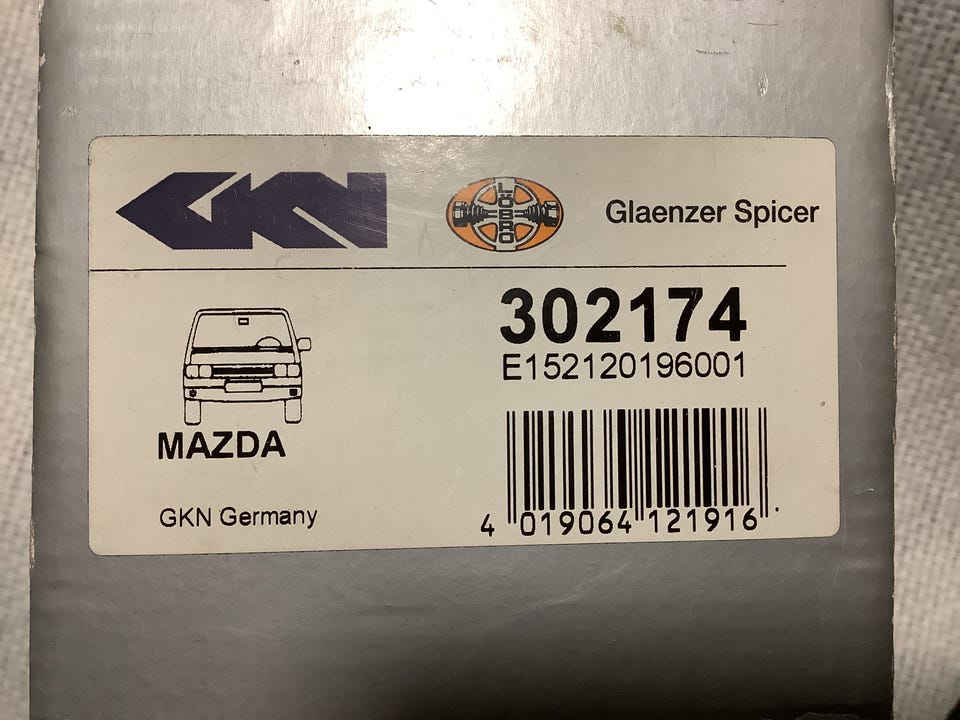 GKN
LÖBRO
Glaenzer Spicer
302174
E152120196001
MAZDA
GKN Germany
4 019064 121916